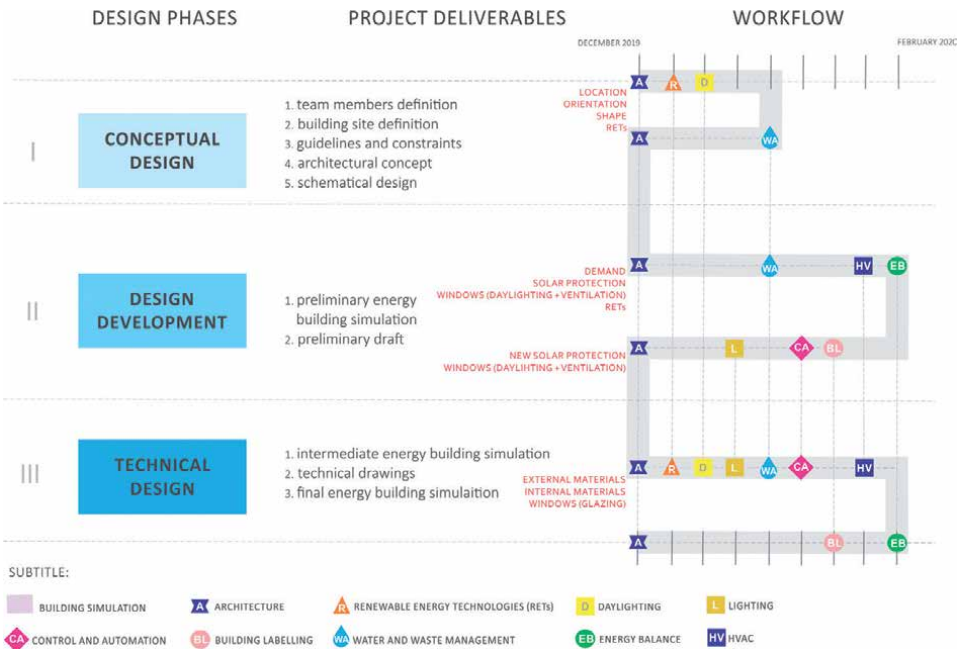 DESIGN PHASES
PROJECT DELIVERABLES
WORKFLOW
DECEMBER 2019
FEBRUARY 202C
A
R
D
LOCATION
ORIENTATION
SHAPE
RETs
I
CONCEPTUAL
DESIGN
1. team members definition
2. building site definition
3. guidelines and constraints
4. architectural concept
5. schematical design
A
WA
A
WA
HV
EB
DEMAND
SOLAR PROTECTION
WINDOWS (DAYLIGHTING + VENTILATION)
RETs
II
DESIGN
DEVELOPMENT
1. preliminary energy
building simulation
2. preliminary draft
A
L
CA
BL
NEW SOLAR PROTECTION
WINDOWS (DAYLIHTING + VENTILATION)
III
TECHNICAL
DESIGN
1. intermediate energy building simulation
2. technical drawings
3. final energy building simulaition
A
R
D
L
WA
CA
HV
EXTERNAL MATERIALS
INTERNAL MATERIALS
WINDOWS (GLAZING)
A
BL
EB
SUBTITLE:
BUILDING SIMULATION
A ARCHITECTURE
R RENEWABLE ENERGY TECHNOLOGIES (RETs)
D DAYLIGHTING
L LIGHTING
CA CONTROL AND AUTOMATION
BL BUILDING LABELLING
WA WATER AND WASTE MANAGEMENT
EB ENERGY BALANCE
HV HVAC